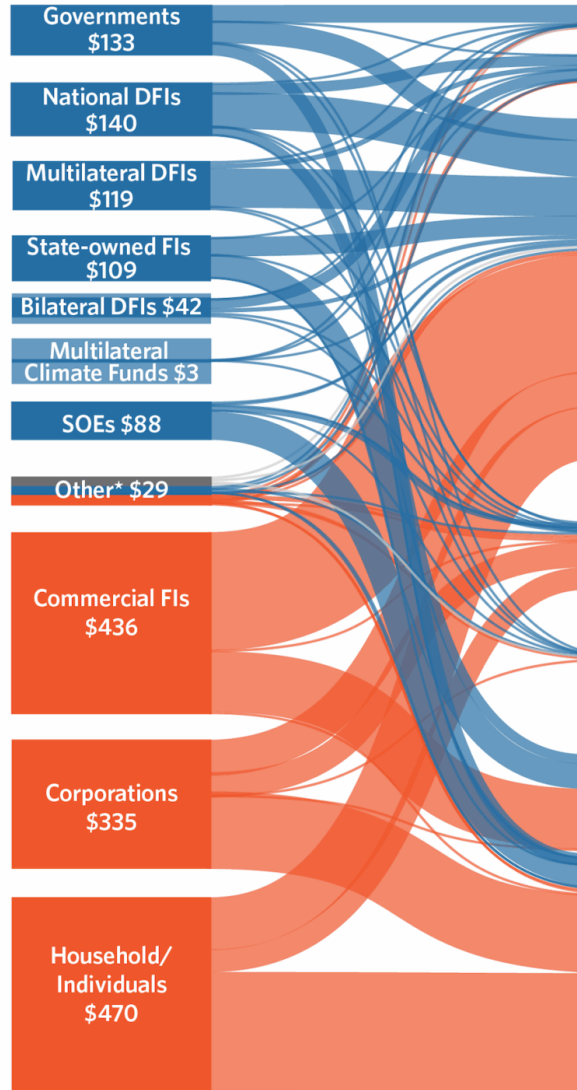 Governments
$133
National DFIs
$140
Multilateral DFIs
$119
State-owned FIs
$109
Bilateral DFIs $42
Multilateral
Climate Funds $3
SOEs $88
Other* $29
Commercial FIs
$436
Corporations
$335
Household/
Individuals
$470